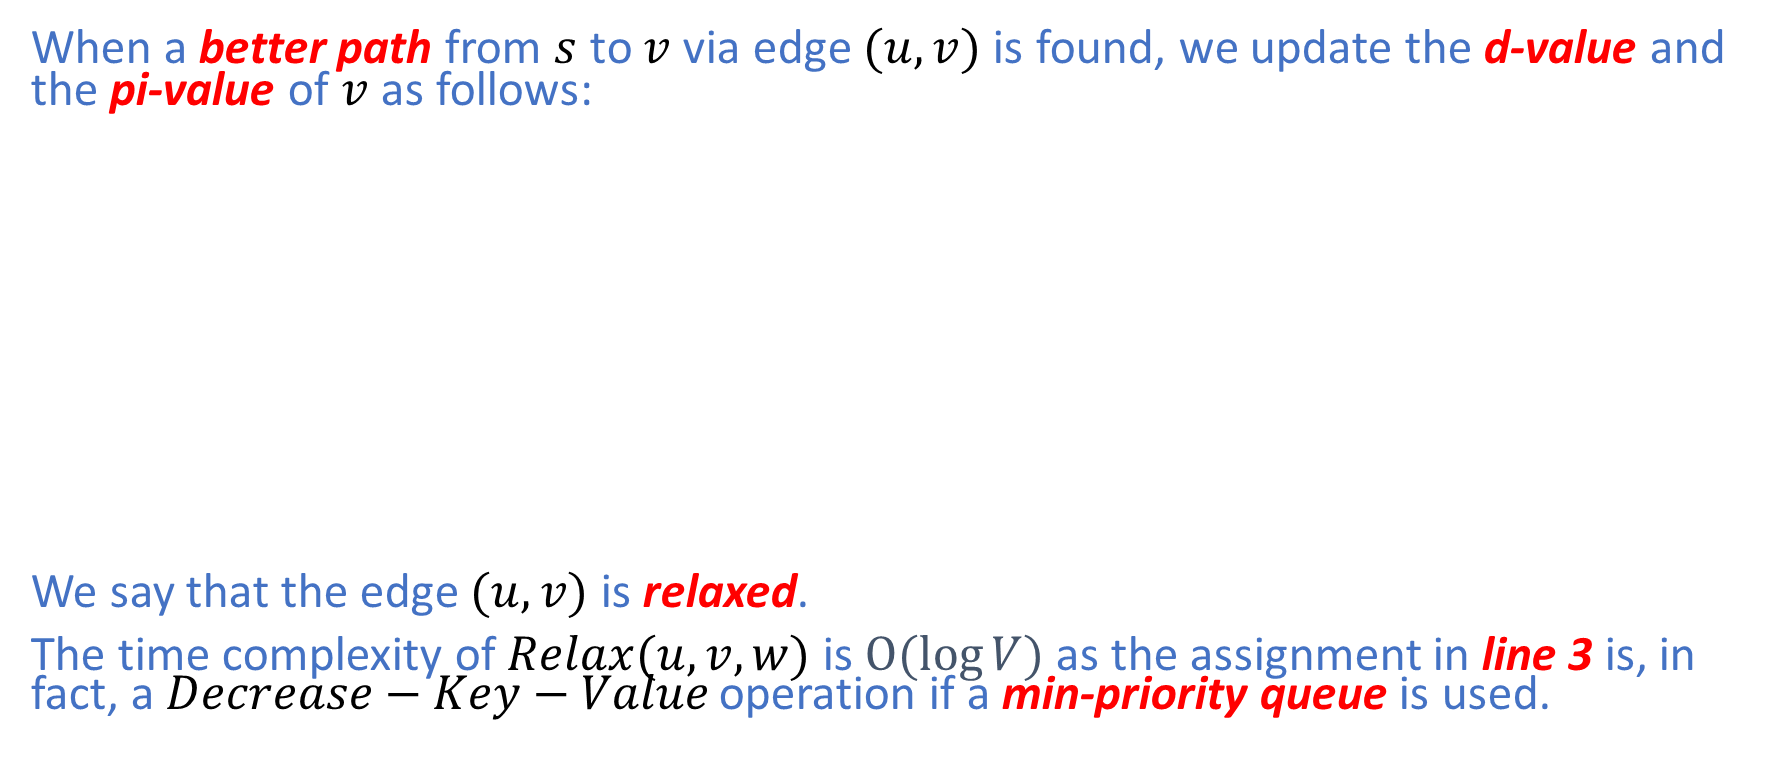 When a better path from s to v via edge (u, v) is found, we update the d-value and
the pi-value of v as follows:
We say that the edge (u, v) is relaxed.
The time complexity of Relax(u, v, w) is O(log V) as the assignment in line 3 is, in
fact, a Decrease − Key − Value operation if a min-priority queue is used.